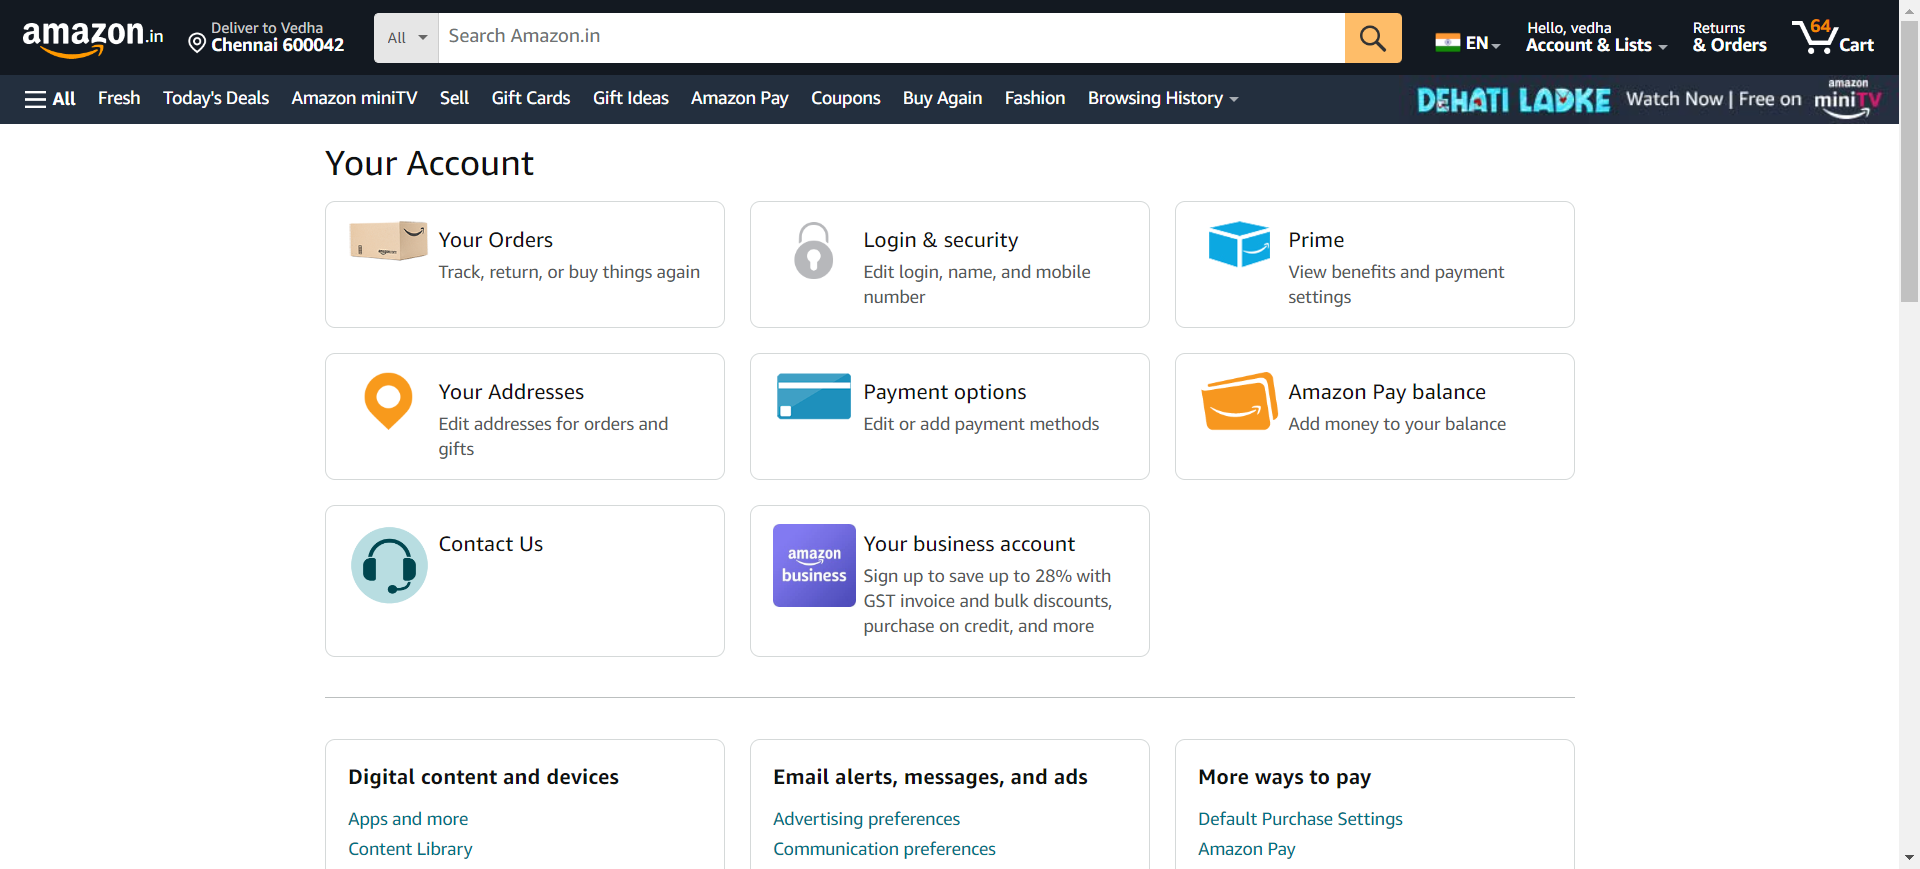 amazon.in
Deliver to Vedha
Chennai 600042
All
Search Amazon.in
EN
Hello, vedha
Account & Lists
Returns
& Orders
64
Cart
All
Fresh
Today's Deals
Amazon miniTV
Sell
Gift Cards
Gift Ideas
Amazon Pay
Coupons
Buy Again
Fashion
Browsing History
DEHATI LADKE
Watch Now | Free on
amazon
miniTV
Your Account
Your Orders
Track, return, or buy things again
Login & security
Edit login, name, and mobile
number
Prime
View benefits and payment
settings
Your Addresses
Edit addresses for orders and
gifts
Payment options
Edit or add payment methods
Amazon Pay balance
Add money to your balance
Contact Us
amazon
business
Your business account
Sign up to save up to 28% with
GST invoice and bulk discounts,
purchase on credit, and more
Digital content and devices
Apps and more
Content Library
Email alerts, messages, and ads
Advertising preferences
Communication preferences
More ways to pay
Default Purchase Settings
Amazon Pay